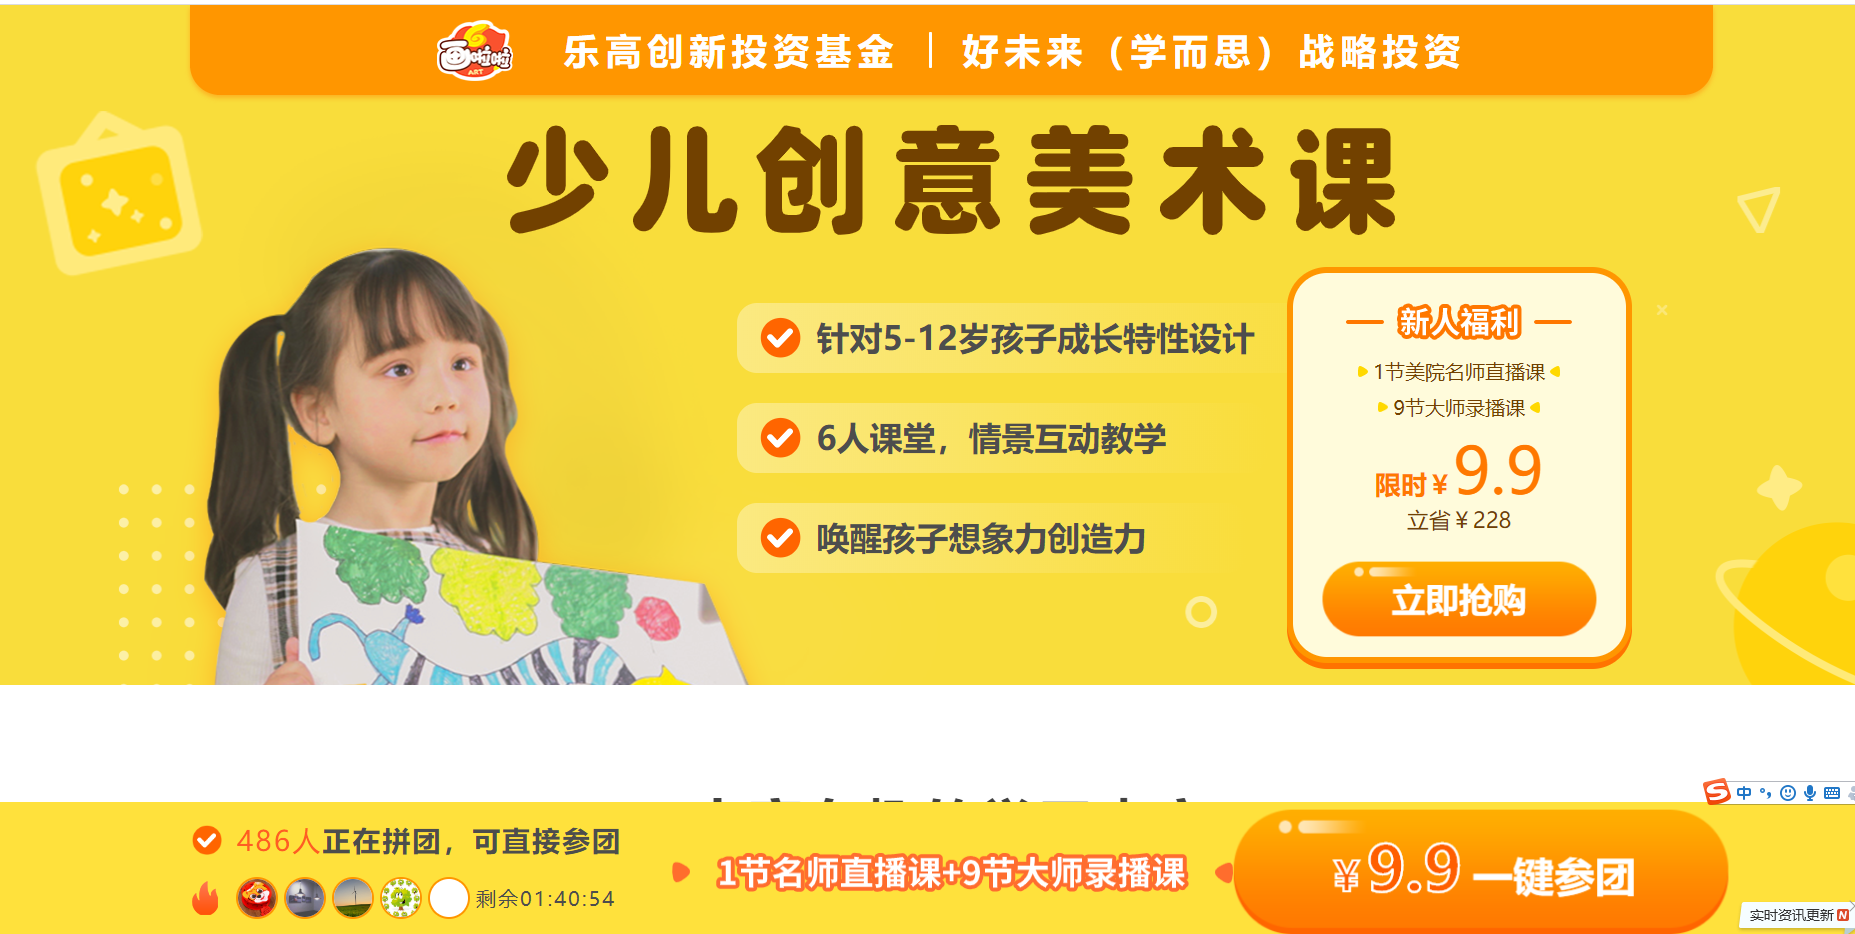 画啦啦
ART
乐高创新投资基金 | 好未来（学而思）战略投资
少儿创意美术课
针对5-12岁孩子成长特性设计
6人课堂，情景互动教学
唤醒孩子想象力创造力
新人福利
1节美院名师直播课
9节大师录播课
限时¥9.9
立省¥228
立即抢购
中
486人正在拼团，可直接参团
剩余01:40:54
1节名师直播课+9节大师录播课
¥9.9 一键参团
实时资讯更新